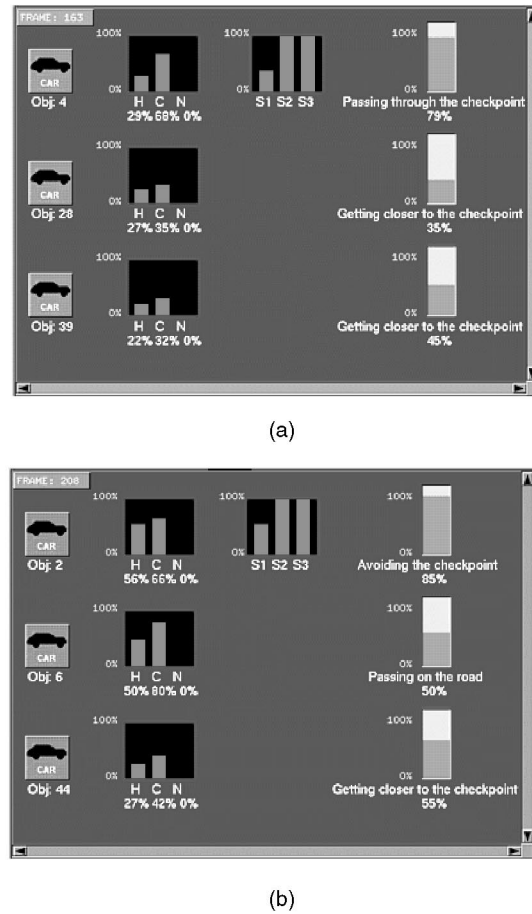 FRAME: 163
100% 100% 100%
CAR
0% 0% 0%
H C N S1 S2 S3
Obj: 4 29% 68% 0% Passing through the checkpoint
79%
100% 100%
CAR
0% 0%
H C N
Obj: 28 27% 35% 0% Getting closer to the checkpoint
35%
100% 100%
CAR
0% 0%
H C N
Obj: 39 22% 32% 0% Getting closer to the checkpoint
45%
(a)
FRAME: 208
100% 100% 100%
CAR
0% 0% 0%
H C N S1 S2 S3
Obj: 2 56% 66% 0% Avoiding the checkpoint
85%
100% 100%
CAR
0% 0%
H C N
Obj: 6 50% 80% 0% Passing on the road
50%
100% 100%
CAR
0% 0%
H C N
Obj: 44 27% 42% 0% Getting closer to the checkpoint
55%
(b)